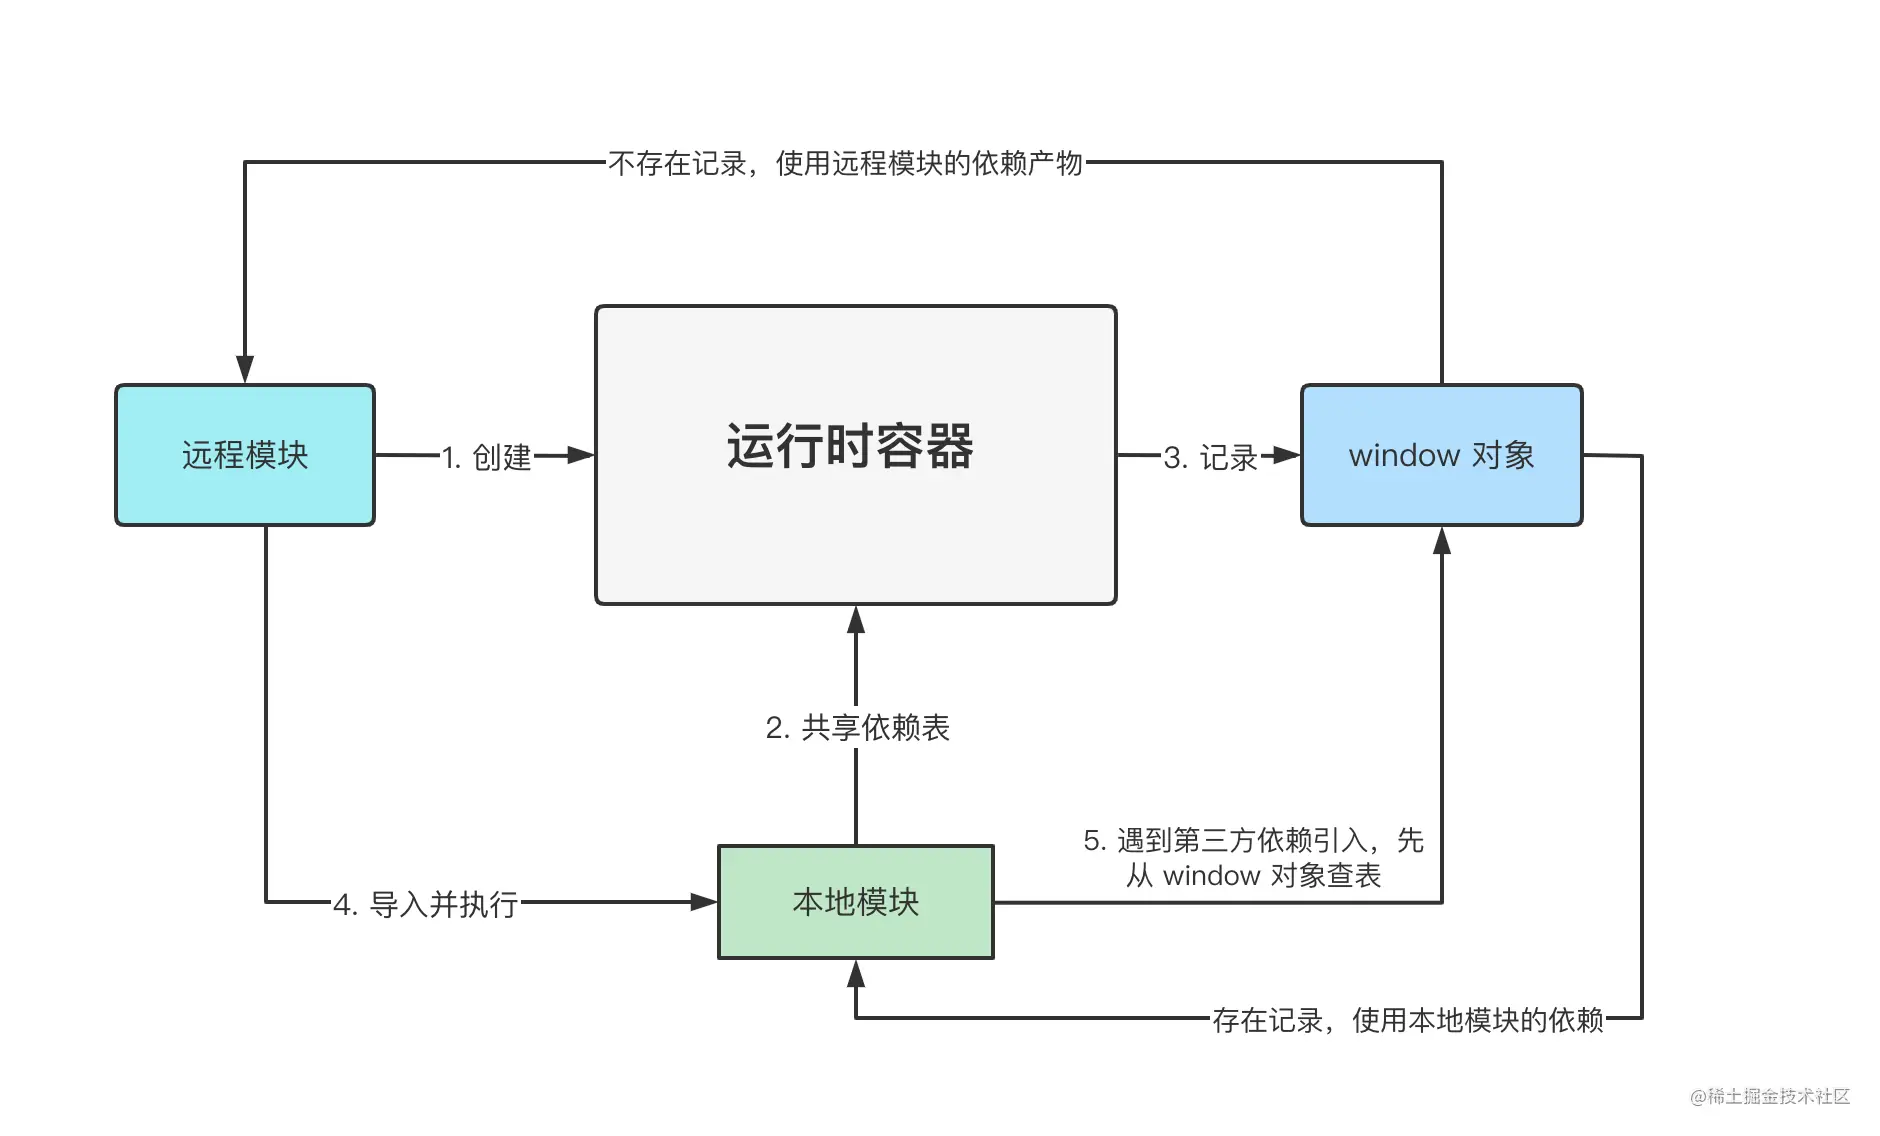 不存在记录，使用远程模块的依赖产物
远程模块
1. 创建
运行时容器
3. 记录
window 对象
2. 共享依赖表
5. 遇到第三方依赖引入，先
从 window 对象查表
4. 导入并执行
本地模块
存在记录，使用本地模块的依赖
@稀土掘金技术社区